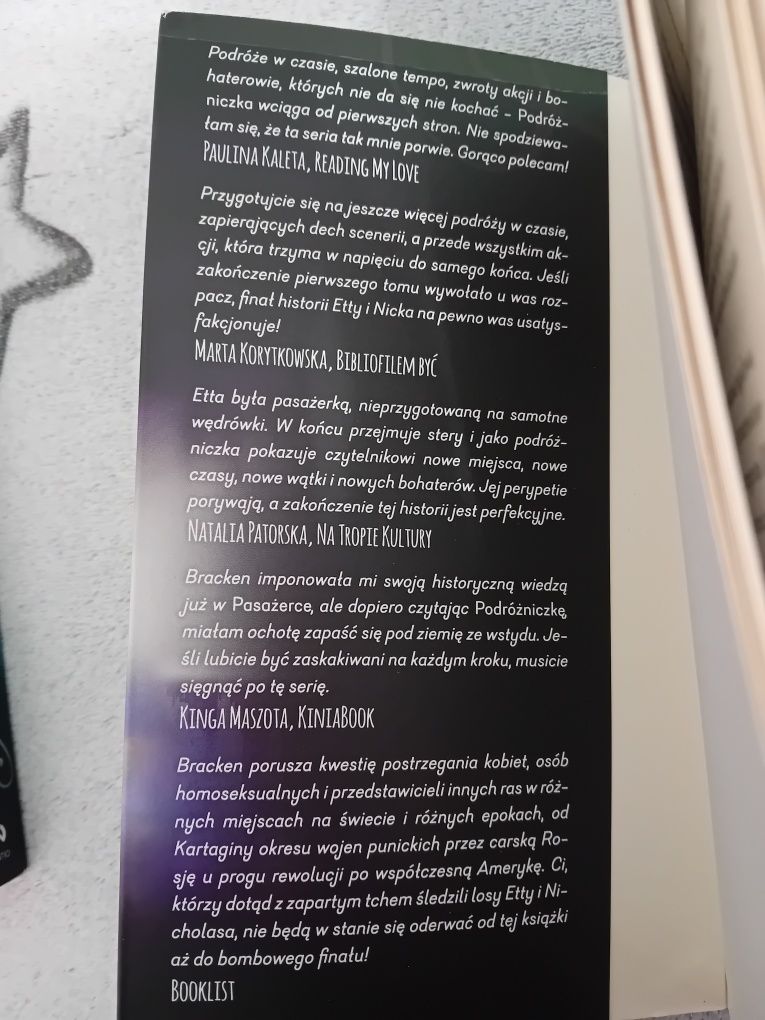 Podróże w czasie, szalone tempo, zwroty akcji i bo-
haterowie, których nie da się nie kochać – Podróż-
niczka wciąga od pierwszych stron. Nie spodziewa-
łam się, że ta seria tak mnie porwie. Gorąco polecam!
PAULINA KALETA, READING MY LOVE
Przygotujcie się na jeszcze więcej podróży w czasie,
zapierających dech scenerii, a przede wszystkim ak-
cji, która trzyma w napięciu do samego końca. Jeśli
zakończenie pierwszego tomu wywołało u was roz-
pacz, finał historii Etty i Nicka na pewno was usatys-
fakcjonuje!
MARTA KORYTKOWSKA, BIBLIOFILEM BYĆ
Etta była pasażerką, nieprzygotowaną na samotne
wędrówki. W końcu przejmuje stery i jako podróż-
niczka pokazuje czytelnikowi nowe miejsca, nowe
czasy, nowe wątki i nowych bohaterów. Jej perypetie
porywają, a zakończenie tej historii jest perfekcyjne.
NATALIA PATORSKA, NA TROPIE KULTURY
Bracken imponowała mi swoją historyczną wiedzą
już w Pasażerce, ale dopiero czytając Podróżniczkę,
miałam ochotę zapaść się pod ziemię ze wstydu. Je-
śli lubicie być zaskakiwani na każdym kroku, musicie
sięgnąć po tę serię.
KINGA MASZOTA, KINIABOOK
Bracken porusza kwestię postrzegania kobiet, osób
homoseksualnych i przedstawicieli innych ras w róż-
nych miejscach na świecie i różnych epokach, od
Kartaginy okresu wojen punickich przez carską Ro-
sję u progu rewolucji po współczesną Amerykę. Ci,
którzy dotąd z zapartym tchem śledzili losy Etty i Ni-
cholasa, nie będą w stanie się oderwać od tej książki
aż do bombowego finału!
BOOKLIST